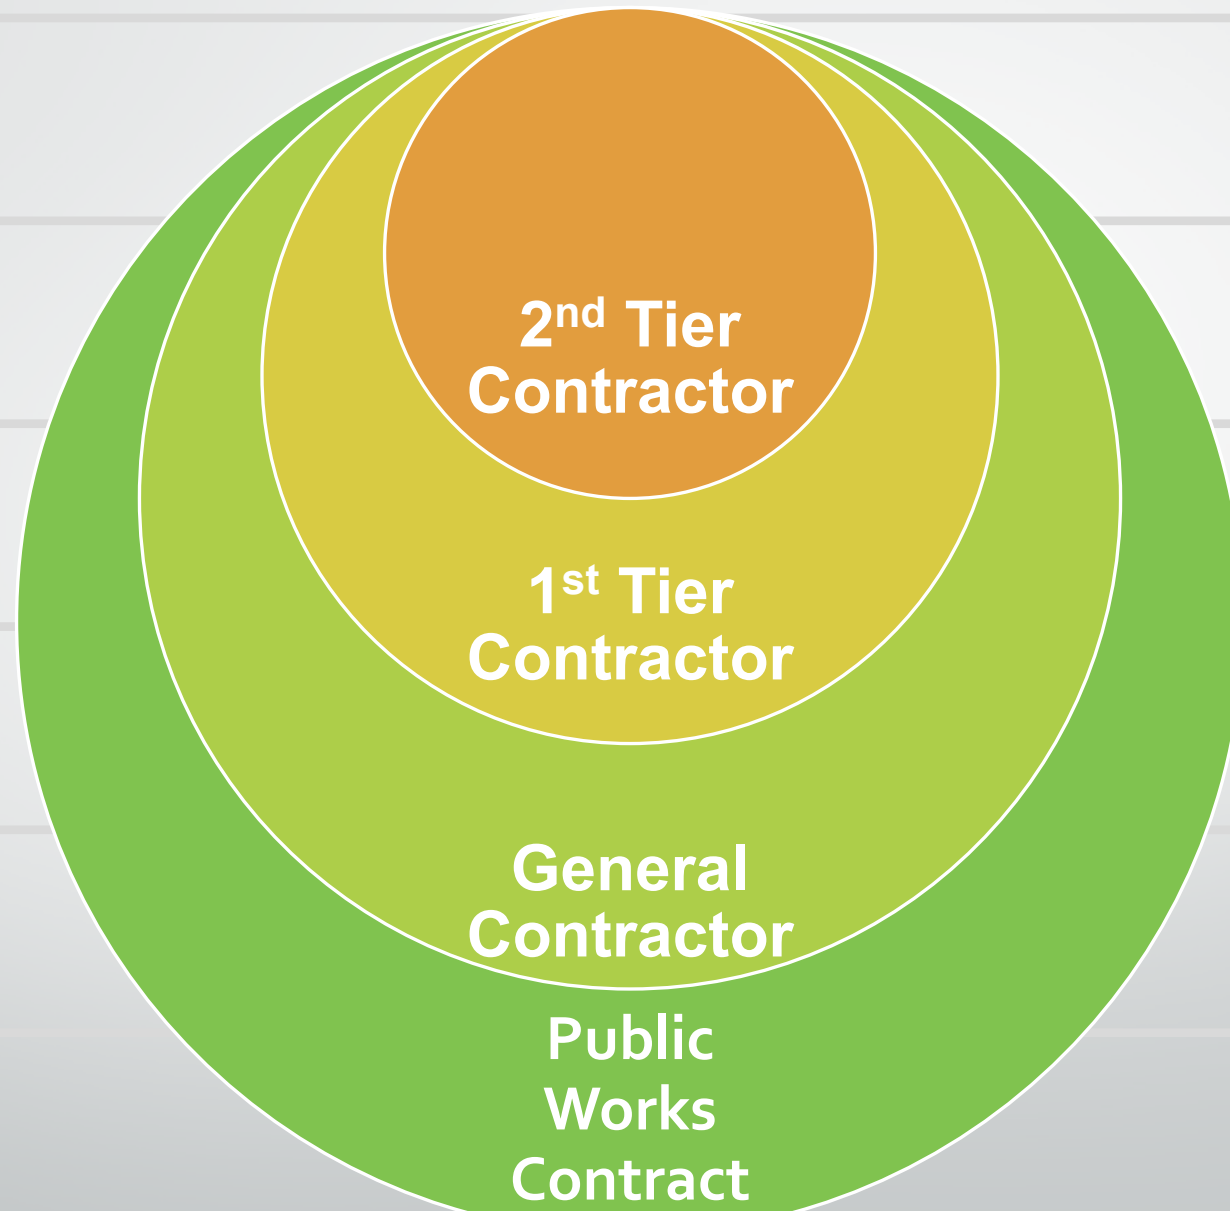 2nd Tier
Contractor
1st Tier
Contractor
General
Contractor
Public
Works
Contract